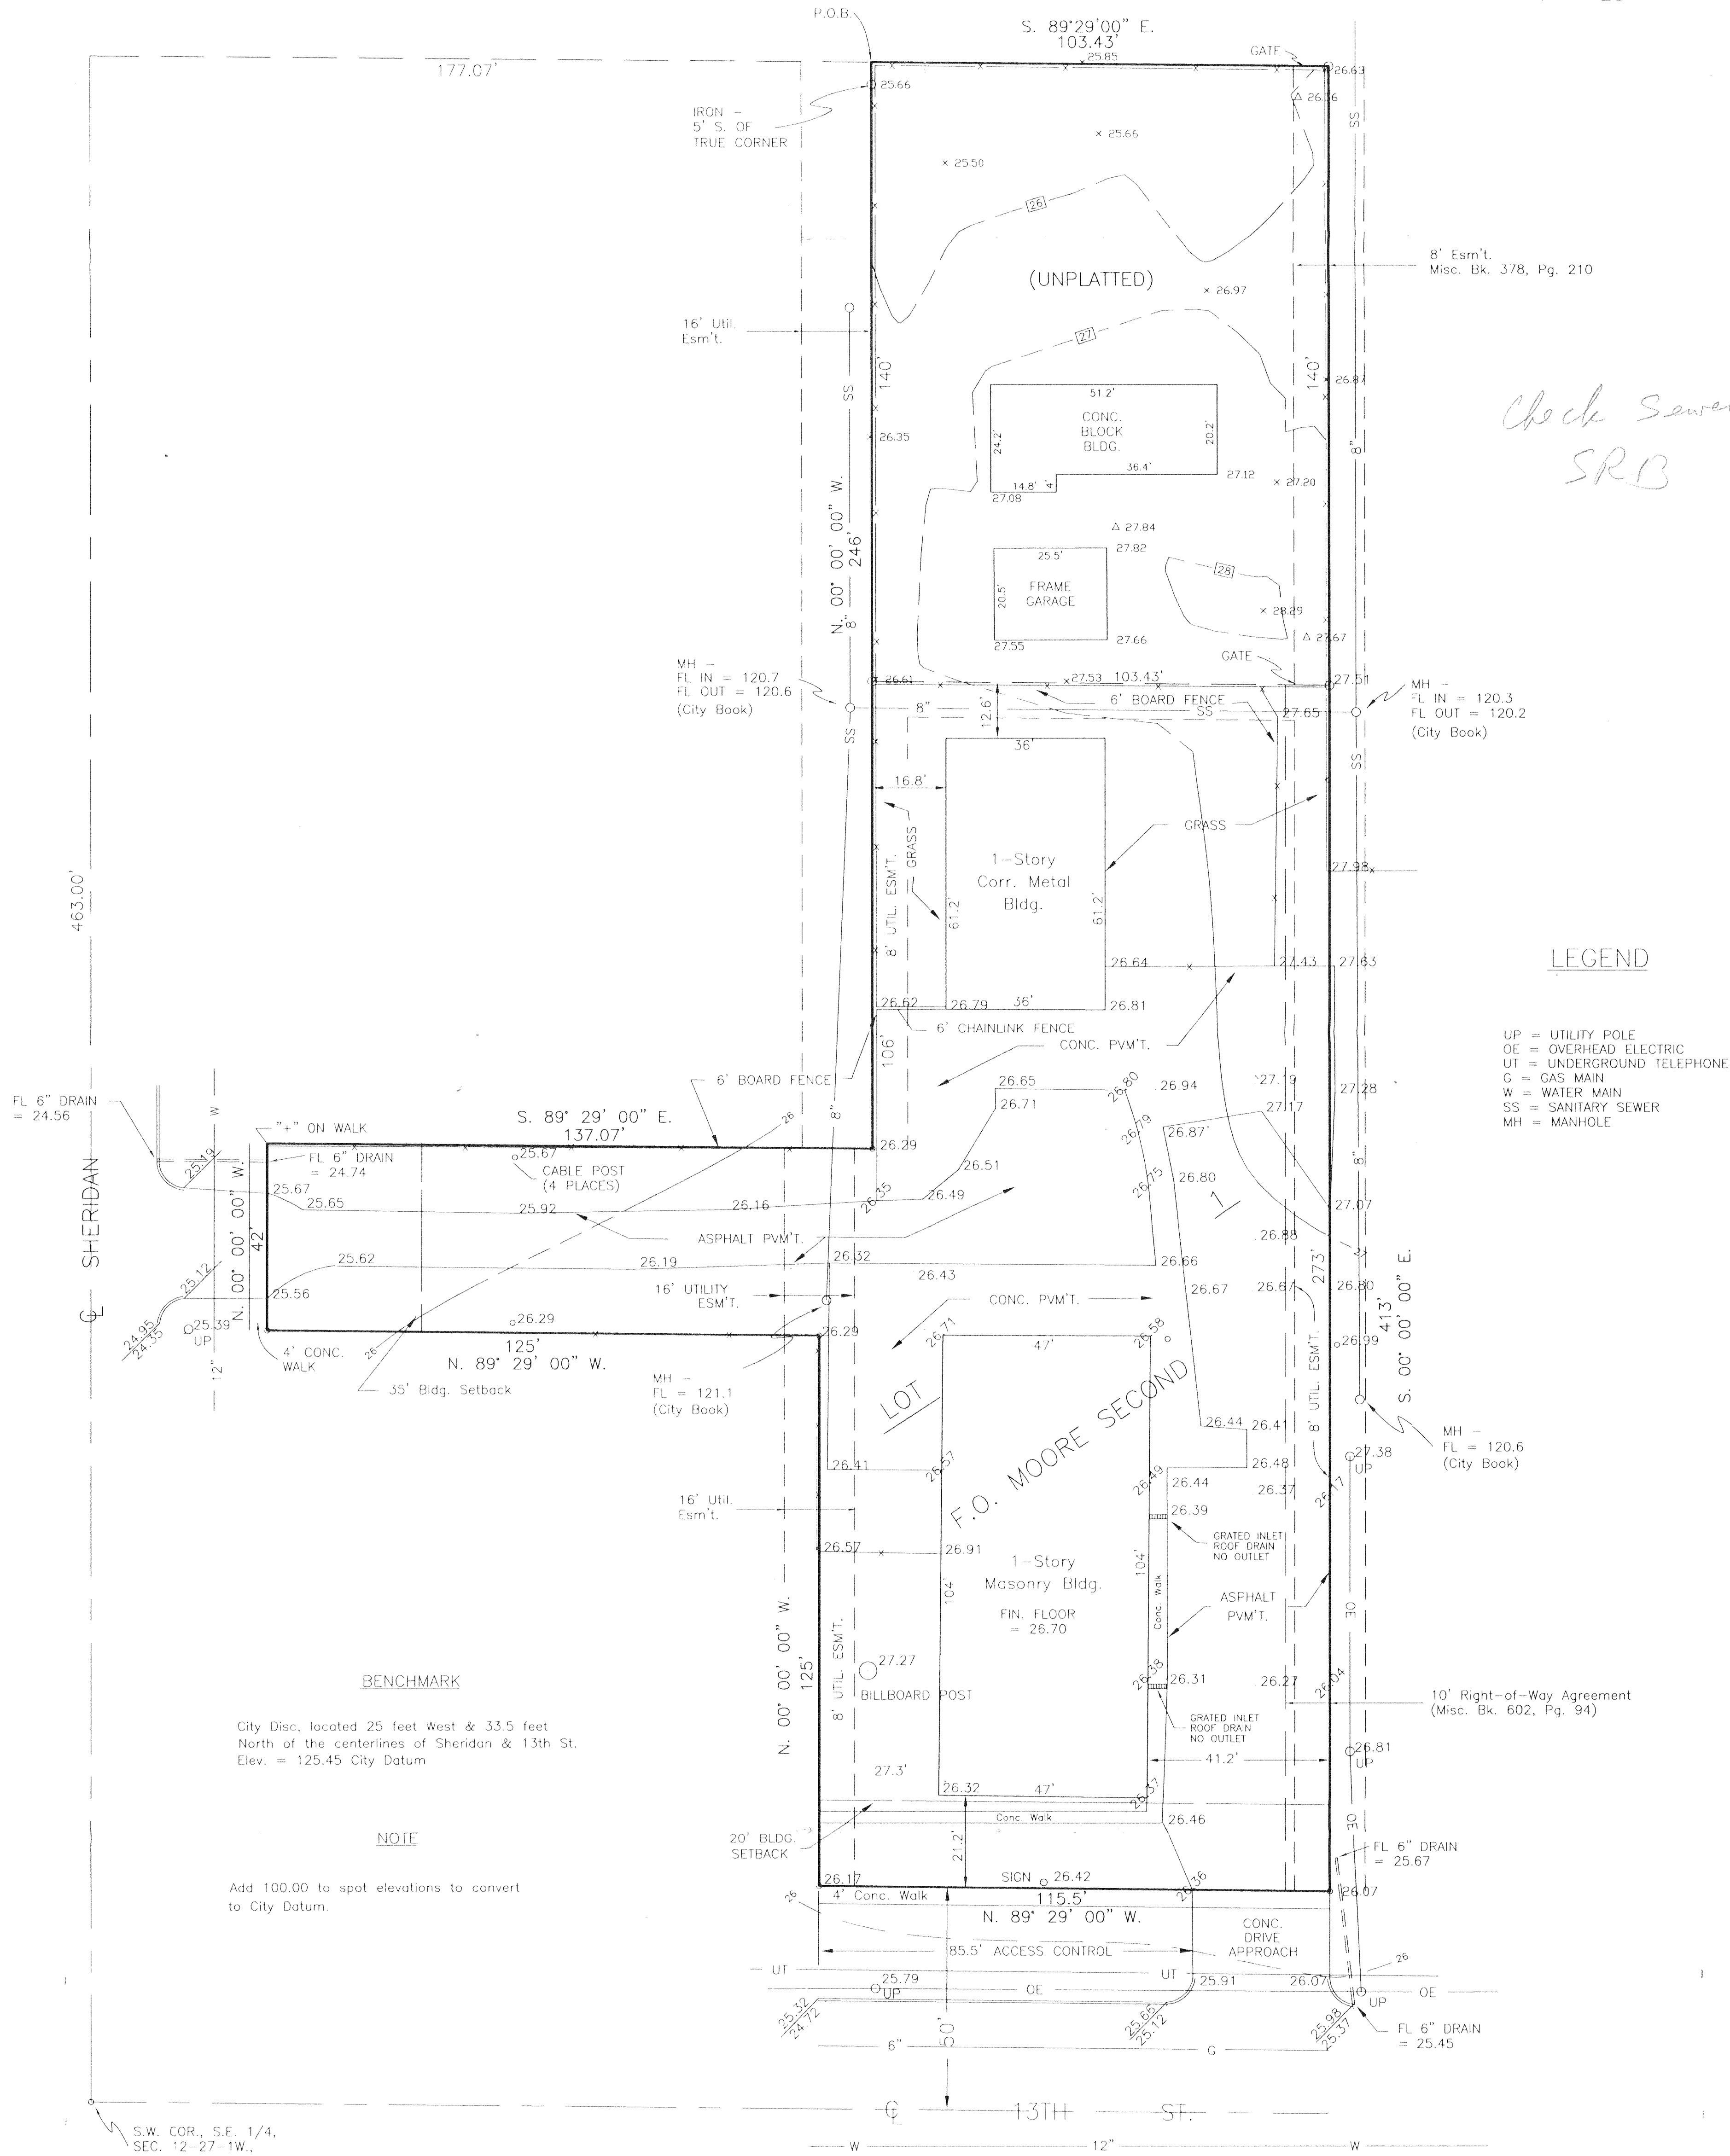 P.O.B.
S. 89°29'00" E.
103.43'
25.85
GATE
26.63
177.07'
25.66
△ 26.56
SS
IRON –
5' S. OF
TRUE CORNER
× 25.66
× 25.50
26
8' Esm't.
Misc. Bk. 378, Pg. 210
(UNPLATTED)
× 26.97
16' Util.
Esm't.
27
140'
140'
SS
26.87
51.2'
CONC.
BLOCK
BLDG.
24.2'
20.2'
Check Sewer
SRB
26.35
8"
36.4'
14.8'
4'
27.12
27.08
× 27.20
N. 00° 00' 00" W.
246'
8"
△ 27.84
27.82
25.5'
FRAME
GARAGE
20.5'
28
× 28.29
27.55
27.66
△ 27.67
GATE
MH –
FL IN = 120.7
FL OUT = 120.6
(City Book)
26.61
×27.53
103.43'
27.51
6' BOARD FENCE
MH –
FL IN = 120.3
FL OUT = 120.2
(City Book)
8"
12.6'
SS
27.65
SS
SS
36'
16.8'
GRASS
GRASS
8' UTIL. ESM'T.
1-Story
Corr. Metal
Bldg.
61.2'
61.2'
27.98
463.00'
26.64
27.43
27.63
LEGEND
26.62
26.79
36'
26.81
6' CHAINLINK FENCE
CONC. PVM'T.
106'
UP = UTILITY POLE
OE = OVERHEAD ELECTRIC
UT = UNDERGROUND TELEPHONE
G = GAS MAIN
W = WATER MAIN
SS = SANITARY SEWER
MH = MANHOLE
6' BOARD FENCE
26.65
26.80
26.94
27.19
27.28
26.71
27.17
FL 6" DRAIN
= 24.56
W
S. 89° 29' 00" E.
137.07'
26
8"
26.79
26.87
"+" ON WALK
26.29
8"
25.19
FL 6" DRAIN
= 24.74
25.67
CABLE POST
(4 PLACES)
26.51
26.75
26.80
25.67
25.65
25.92
26.16
26.35
26.49
1
27.07
SHERIDAN
N. 00° 00' 00" W.
42'
ASPHALT PVM'T.
26.88
25.62
26.19
26.32
26.43
26.66
25.12
25.56
16' UTILITY
ESM'T.
CONC. PVM'T.
26.67
26.67
273'
26.80
S. 00° 00' 00" E.
413'
24.95
24.35
25.39
UP
26.29
26.29
26.71
47'
26.58
26.99
12"
4' CONC.
WALK
26
125'
N. 89° 29' 00" W.
35' Bldg. Setback
MH –
FL = 121.1
(City Book)
LOT
8' UTIL. ESM'T.
26.44
26.41
MH –
FL = 120.6
(City Book)
26.41
26.57
F.O. MOORE SECOND
26.48
27.38
UP
26.49
26.44
26.37
26.17
16' Util.
Esm't.
26.39
GRATED INLET
ROOF DRAIN
NO OUTLET
26.57
26.91
1-Story
Masonry Bldg.
FIN. FLOOR
= 26.70
104'
104'
Conc. Walk
ASPHALT
PVM'T.
OE
N. 00° 00' 00" W.
125'
8' UTIL. ESM'T.
27.27
BILLBOARD POST
26.38
26.31
26.27
26.04
10' Right-of-Way Agreement
(Misc. Bk. 602, Pg. 94)
BENCHMARK
City Disc, located 25 feet West & 33.5 feet
North of the centerlines of Sheridan & 13th St.
Elev. = 125.45 City Datum
GRATED INLET
ROOF DRAIN
NO OUTLET
41.2'
26.81
UP
27.3'
26.32
47'
26.37
Conc. Walk
26.46
OE
NOTE
20' BLDG.
SETBACK
21.2'
FL 6" DRAIN
= 25.67
Add 100.00 to spot elevations to convert
to City Datum.
26.17
SIGN
26.42
26.36
26.07
26
4' Conc. Walk
115.5'
N. 89° 29' 00" W.
CONC.
DRIVE
APPROACH
85.5' ACCESS CONTROL
26
UT
UT
25.79
UP
OE
25.91
26.07
UP
OE
25.32
24.72
25.66
25.12
25.98
25.37
FL 6" DRAIN
= 25.45
50'
6"
G
13TH ST.
S.W. COR., S.E. 1/4,
SEC. 12-27-1W.,
W
12"
W